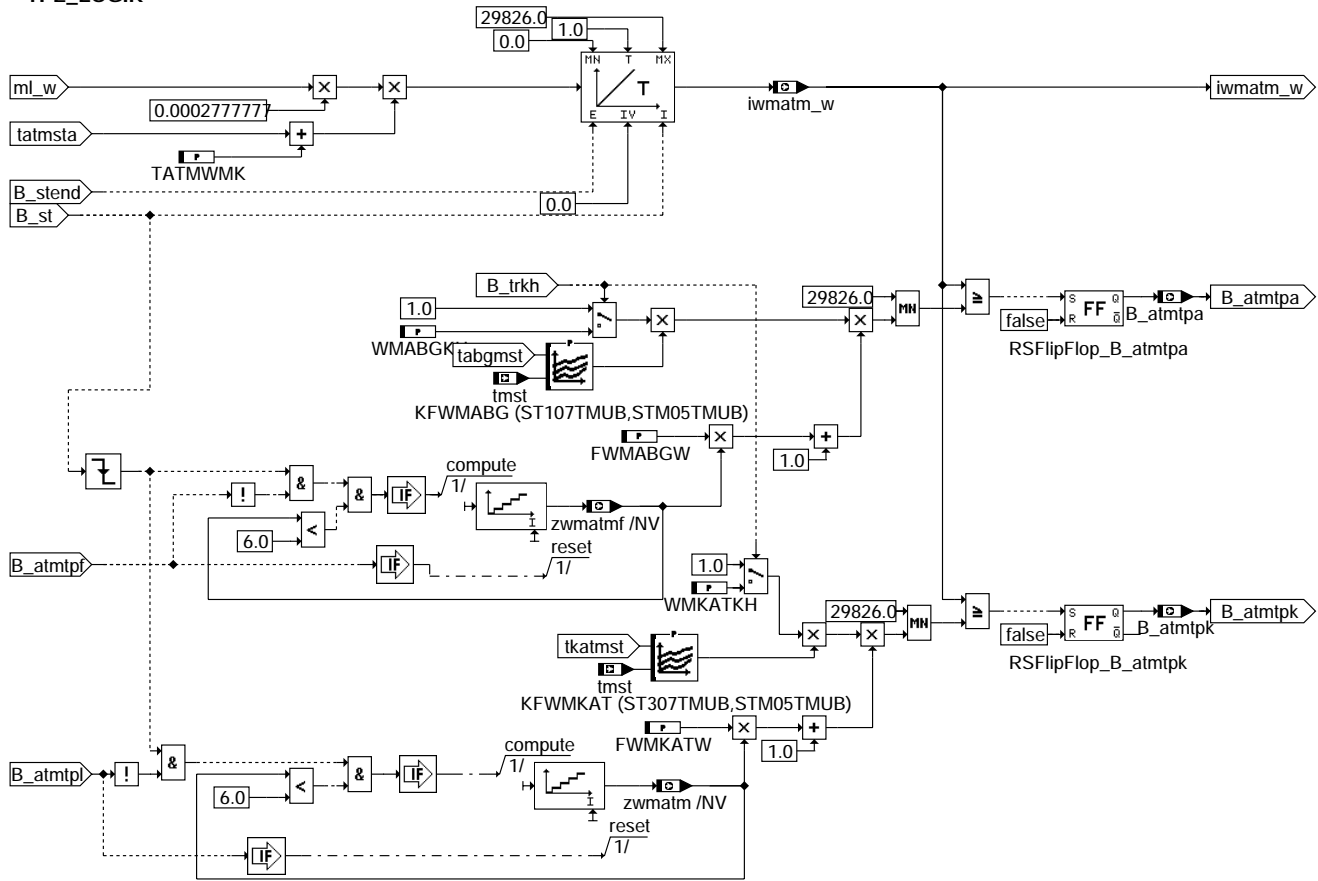 29826.0
1.0
0.0
MN T MX
T
E IV I
ml_w
0.0002777777
tatmsta
+
P
TATMWMK
B_stend
B_st
0.0
iwmatm_w
iwmatm_w
B_trkh
1.0
P
WMABGK
tabgmst
P
tmst
KFWMABG (ST107TMUB,STM05TMUB)
29826.0
MN
false
S Q
FF
R Q
B_atmtpa
B_atmtpa
RSFlipFlop_B_atmtpa
P
FWMABGW
1.0
+
compute
1/
&
!
&
IF
I
zwmatmf /NV
6.0
<
reset
1/
B_atmtpf
IF
1.0
P
WMKATKH
29826.0
MN
false
S Q
FF
R Q
B_atmtpk
B_atmtpk
RSFlipFlop_B_atmtpk
tkatmst
P
tmst
KFWMKAT (ST307TMUB,STM05TMUB)
P
FWMKATW
1.0
+
B_atmtpl
!
&
compute
1/
&
IF
6.0
<
I
zwmatm /NV
reset
1/
IF